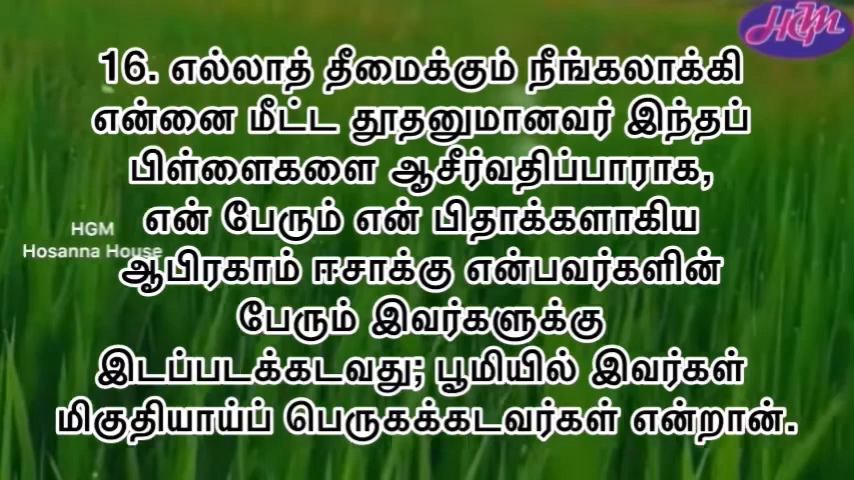 HGM
16. எல்லாத் தீமைக்கும் நீங்கலாக்கி
என்னை மீட்ட தூதனுமானவர் இந்தப்
பிள்ளைகளை ஆசீர்வதிப்பாராக,
என் பேரும் என் பிதாக்களாகிய
HGM
Hosanna House
ஆபிரகாம் ஈசாக்கு என்பவர்களின்
பேரும் இவர்களுக்கு
இடப்படக்கடவது; பூமியில் இவர்கள்
மிகுதியாய்ப் பெருகக்கடவர்கள் என்றான்.